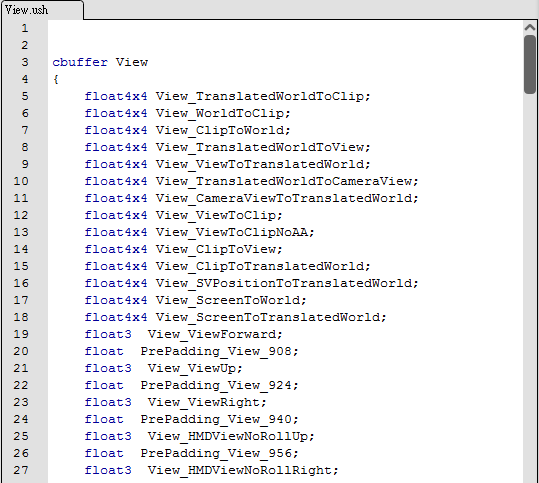 View.ush
1
2
3 cbuffer View
4 {
5 float4x4 View_TranslatedWorldToClip;
6 float4x4 View_WorldToClip;
7 float4x4 View_ClipToWorld;
8 float4x4 View_TranslatedWorldToView;
9 float4x4 View_ViewToTranslatedWorld;
10 float4x4 View_TranslatedWorldToCameraView;
11 float4x4 View_CameraViewToTranslatedWorld;
12 float4x4 View_ViewToClip;
13 float4x4 View_ViewToClipNoAA;
14 float4x4 View_ClipToView;
15 float4x4 View_ClipToTranslatedWorld;
16 float4x4 View_SVPositionToTranslatedWorld;
17 float4x4 View_ScreenToWorld;
18 float4x4 View_ScreenToTranslatedWorld;
19 float3  View_ViewForward;
20 float  PrePadding_View_908;
21 float3  View_ViewUp;
22 float  PrePadding_View_924;
23 float3  View_ViewRight;
24 float  PrePadding_View_940;
25 float3  View_HMDViewNoRollUp;
26 float  PrePadding_View_956;
27 float3  View_HMDViewNoRollRight;